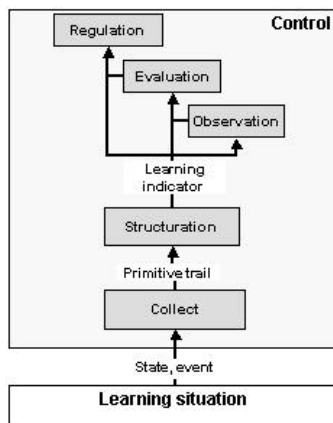 Control
Regulation
Evaluation
Observation
Learning
indicator
Structuration
Primitive trail
Collect
State, event
Learning situation